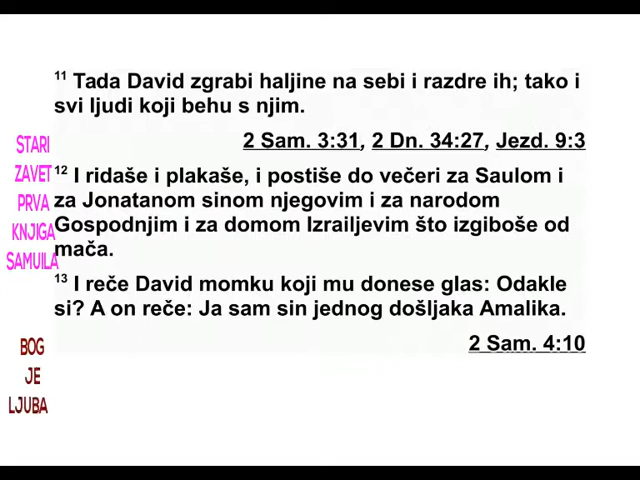 ¹¹ Tada David zgrabi haljine na sebi i razdre ih; tako i
svi ljudi koji behu s njim.
2 Sam. 3:31, 2 Dn. 34:27, Jezd. 9:3
¹² I ridaše i plakaše, i postiše do večeri za Saulom i
za Jonatanom sinom njegovim i za narodom
Gospodnjim i za domom Izrailjevim što izgiboše od
mača.
¹³ I reče David momku koji mu donese glas: Odakle
si? A on reče: Ja sam sin jednog došljaka Amalika.
2 Sam. 4:10
STARI
ZAVET
PRVA
KNJIGA
SAMUILA
BOG
JE
LJUBA